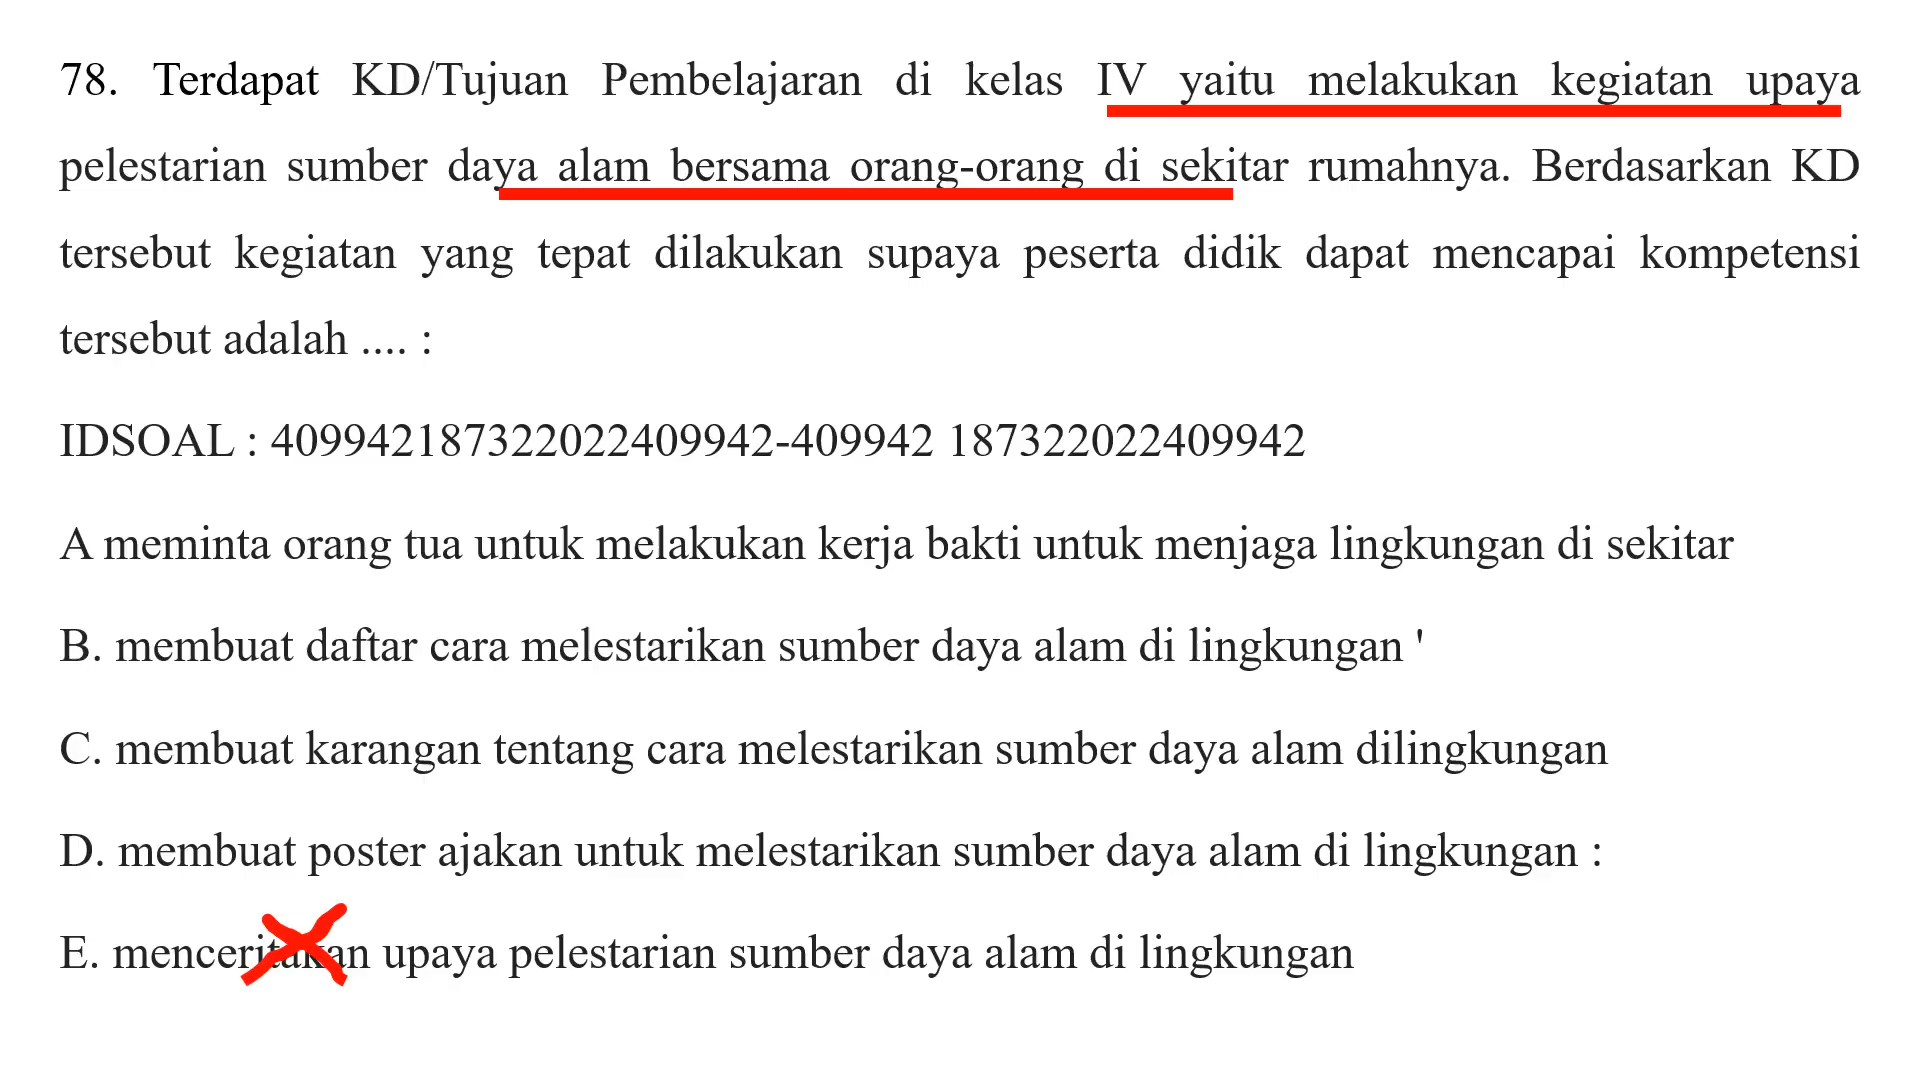 78. Terdapat KD/Tujuan Pembelajaran di kelas IV yaitu melakukan kegiatan upaya
pelestarian sumber daya alam bersama orang-orang di sekitar rumahnya. Berdasarkan KD
tersebut kegiatan yang tepat dilakukan supaya peserta didik dapat mencapai kompetensi
tersebut adalah .... :
IDSOAL : 409942187322022409942-409942 187322022409942
A meminta orang tua untuk melakukan kerja bakti untuk menjaga lingkungan di sekitar
B. membuat daftar cara melestarikan sumber daya alam di lingkungan '
C. membuat karangan tentang cara melestarikan sumber daya alam dilingkungan
D. membuat poster ajakan untuk melestarikan sumber daya alam di lingkungan :
E. menceritakan upaya pelestarian sumber daya alam di lingkungan